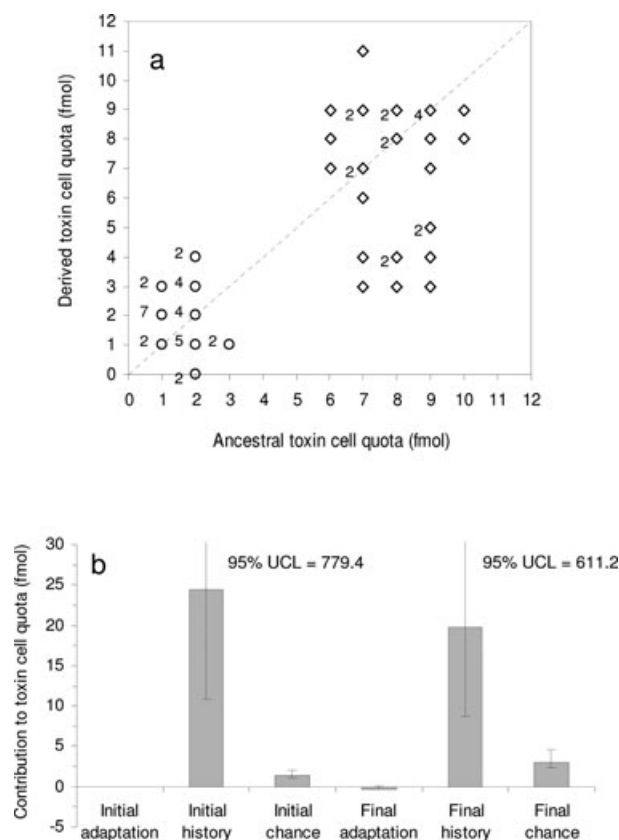 12
11
10
9
8
7
6
5
4
3
2
1
0
a
2 2 4
2
2
2
2
2
2 4
7 4
2 5 2
2
0 1 2 3 4 5 6 7 8 9 10 11 12
Derived toxin cell quota (fmol)
Ancestral toxin cell quota (fmol)
30
25
20
15
10
5
0
-5
b
95% UCL = 779.4 95% UCL = 611.2
Contribution to toxin cell quota (fmol)
Initial Initial Initial Final Final Final
adaptation history chance adaptation history chance